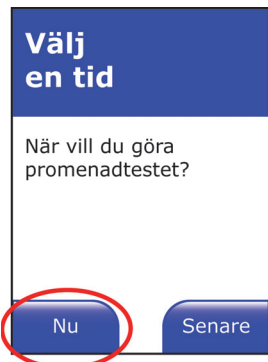 Välj
en tid
När vill du göra
promenadtestet?
Nu
Senare